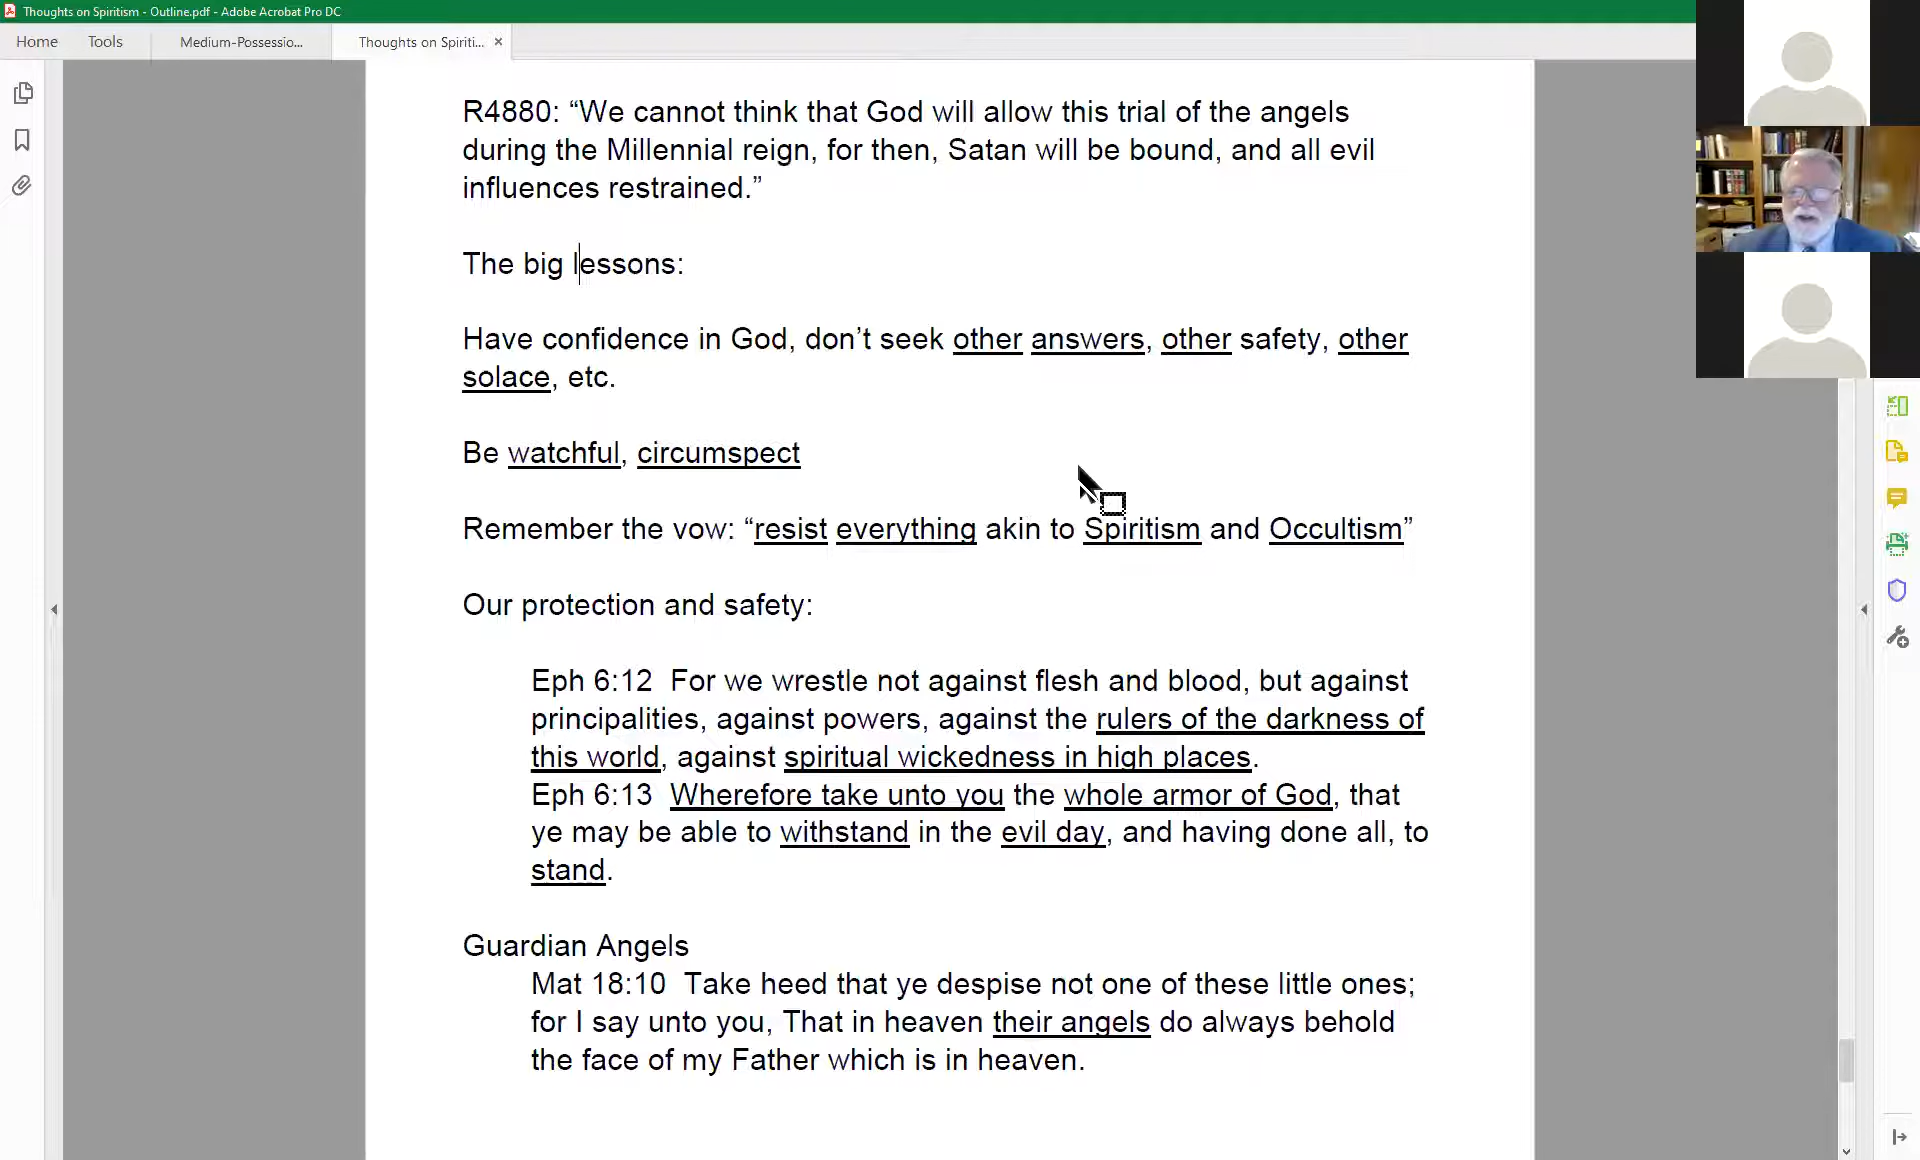 Thoughts on Spiritism - Outline.pdf - Adobe Acrobat Pro DC
Home Tools Medium-Possessio... Thoughts on Spiriti... ×
R4880: “We cannot think that God will allow this trial of the angels
during the Millennial reign, for then, Satan will be bound, and all evil
influences restrained.”
The big lessons:
Have confidence in God, don’t seek other answers, other safety, other
solace, etc.
Be watchful, circumspect
Remember the vow: “resist everything akin to Spiritism and Occultism”
Our protection and safety:
Eph 6:12 For we wrestle not against flesh and blood, but against
principalities, against powers, against the rulers of the darkness of
this world, against spiritual wickedness in high places.
Eph 6:13 Wherefore take unto you the whole armor of God, that
ye may be able to withstand in the evil day, and having done all, to
stand.
Guardian Angels
Mat 18:10 Take heed that ye despise not one of these little ones;
for I say unto you, That in heaven their angels do always behold
the face of my Father which is in heaven.